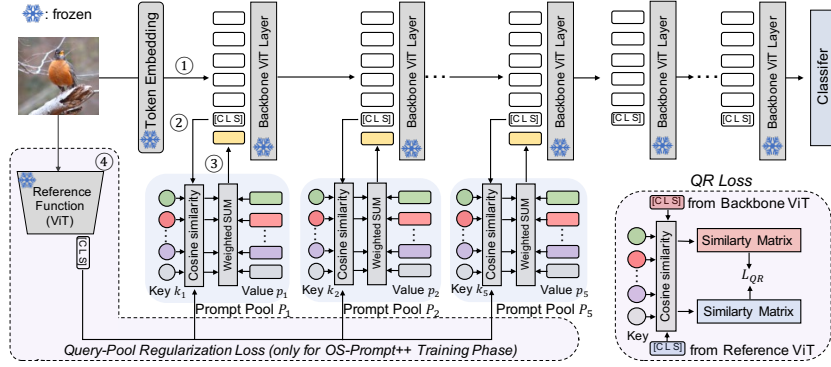 : frozen
Token Embedding
①
②
[CLS]
③
Backbone ViT Layer
[CLS]
Backbone ViT Layer
[CLS]
Backbone ViT Layer
[CLS]
Backbone ViT Layer
[CLS]
Backbone ViT Layer
Classifer
④
Reference
Function
(ViT)
[CLS]
Cosine similarity
Weighted SUM
Key k₁
Value p₁
Prompt Pool P₁
Cosine similarity
Weighted SUM
Key k₂
Value p₂
Prompt Pool P₂
Cosine similarity
Weighted SUM
Key k₅
Value p₅
Prompt Pool P₅
Query-Pool Regularization Loss (only for OS-Prompt++ Training Phase)
QR Loss
[CLS] from Backbone ViT
Cosine similarity
Similarty Matrix
L_QR
Similarty Matrix
Key
[CLS] from Reference ViT